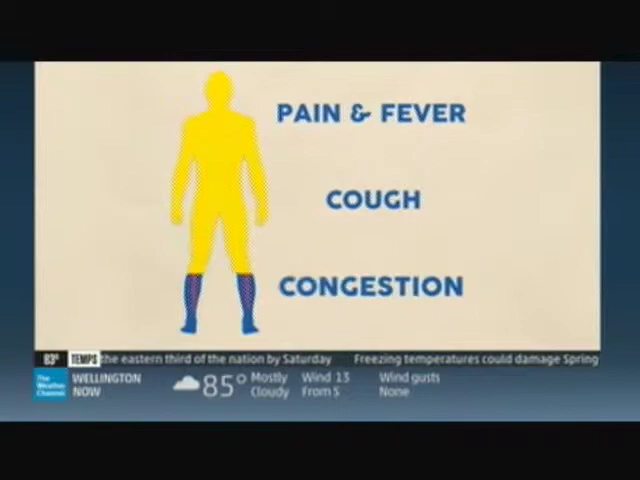 PAIN & FEVER
COUGH
CONGESTION
83° TEMPS the eastern third of the nation by Saturday Freezing temperatures could damage Spring
The Weather Channel
WELLINGTON
NOW
85° Mostly Cloudy
Wind 13
From S
Wind gusts
None